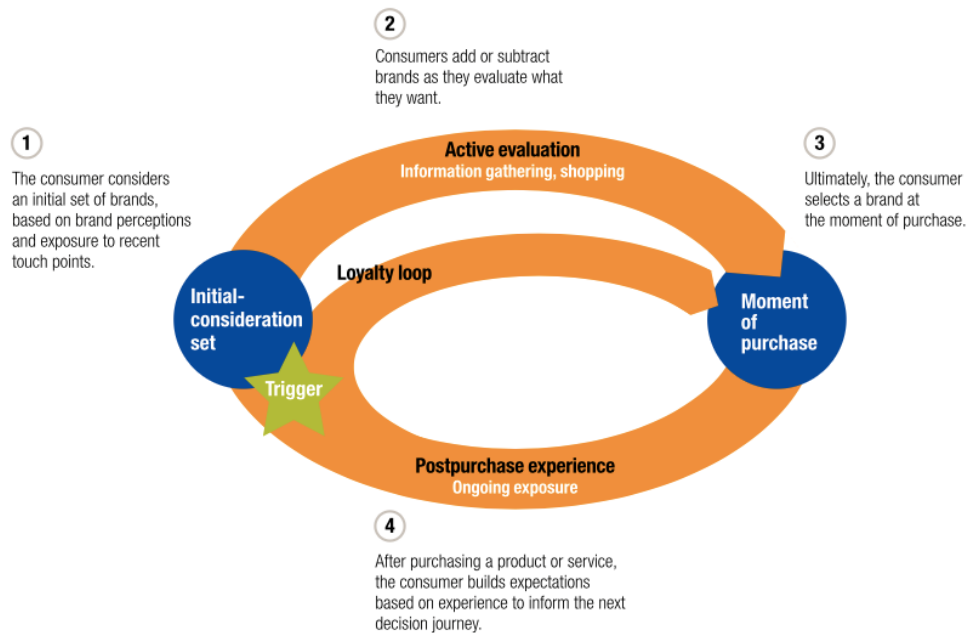 2
Consumers add or subtract
brands as they evaluate what
they want.
1
The consumer considers
an initial set of brands,
based on brand perceptions
and exposure to recent
touch points.
3
Ultimately, the consumer
selects a brand at
the moment of purchase.
Active evaluation
Information gathering, shopping
Loyalty loop
Initial-
consideration
set
Moment
of
purchase
Trigger
Postpurchase experience
Ongoing exposure
4
After purchasing a product or service,
the consumer builds expectations
based on experience to inform the next
decision journey.